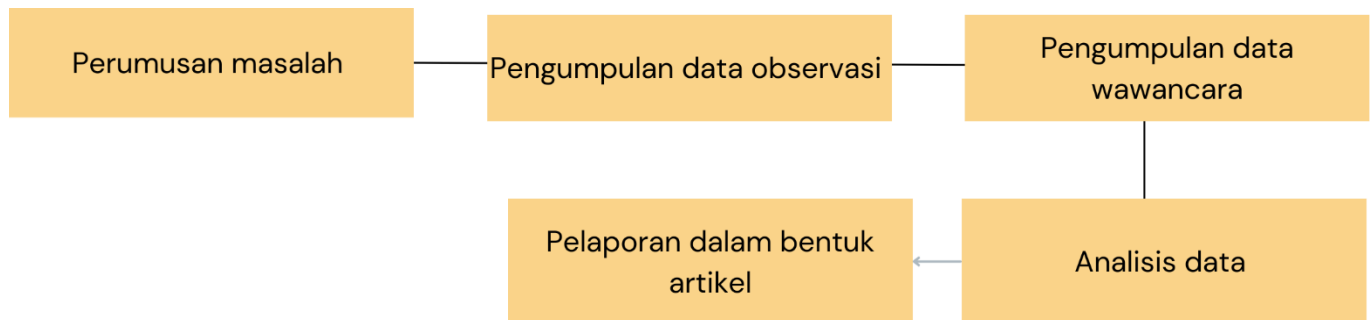 Perumusan masalah
Pengumpulan data observasi
Pengumpulan data
wawancara
Analisis data
Pelaporan dalam bentuk
artikel